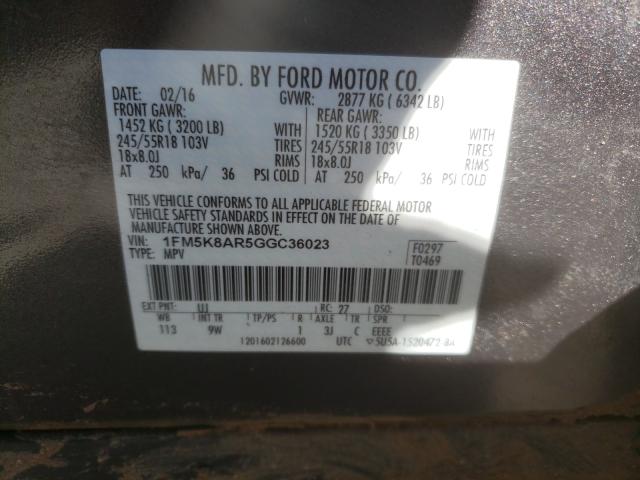 MFD. BY FORD MOTOR CO.
DATE: 02/16 GVWR: 2877 KG ( 6342 LB)
FRONT GAWR: REAR GAWR:
1452 KG ( 3200 LB) WITH 1520 KG ( 3350 LB) WITH
245/55R18 103V TIRES 245/55R18 103V TIRES
18x8.0J RIMS 18x8.0J RIMS
AT 250 kPa/ 36 PSI COLD AT 250 kPa/ 36 PSI COLD
THIS VEHICLE CONFORMS TO ALL APPLICABLE FEDERAL MOTOR
VEHICLE SAFETY STANDARDS IN EFFECT ON THE DATE OF
MANUFACTURE SHOWN ABOVE.
VIN: 1FM5K8AR5GGC36023 F0297
TYPE: MPV T0469
EXT PNT: UJ RC: 27 DSO:
WB INT TR TP/PS R AXLE TR SPR
113 9W 1 3J C EEEE
1201602126600 UTC ▽ 5U5A-1520472-BA